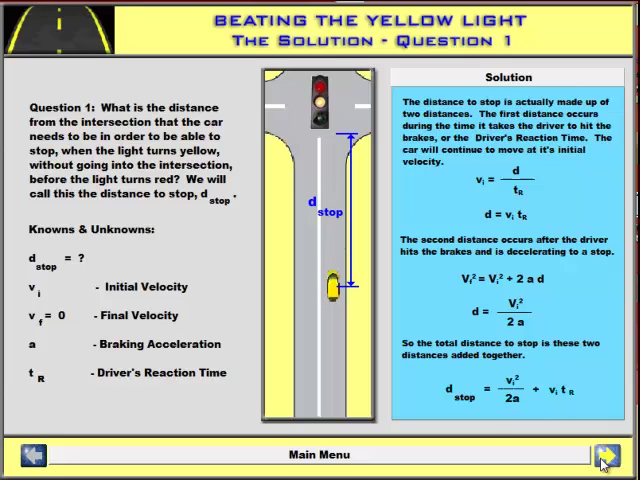 BEATING THE YELLOW LIGHT
THE SOLUTION - QUESTION 1
Question 1: What is the distance
from the intersection that the car
needs to be in order to be able to
stop, when the light turns yellow,
without going into the intersection,
before the light turns red? We will
call this the distance to stop, d stop .
Knowns & Unknowns:
d stop = ?
v i - Initial Velocity
v f = 0 - Final Velocity
a - Braking Acceleration
t R - Driver's Reaction Time
d stop
Solution
The distance to stop is actually made up of
two distances. The first distance occurs
during the time it takes the driver to hit the
brakes, or the Driver's Reaction Time. The
car will continue to move at it's initial
velocity.
vi = d / tR
d = vi tR
The second distance occurs after the driver
hits the brakes and is decelerating to a stop.
Vf² = Vi² + 2 a d
d = Vi² / 2 a
So the total distance to stop is these two
distances added together.
d stop = vi² / 2a + vi t R
Main Menu